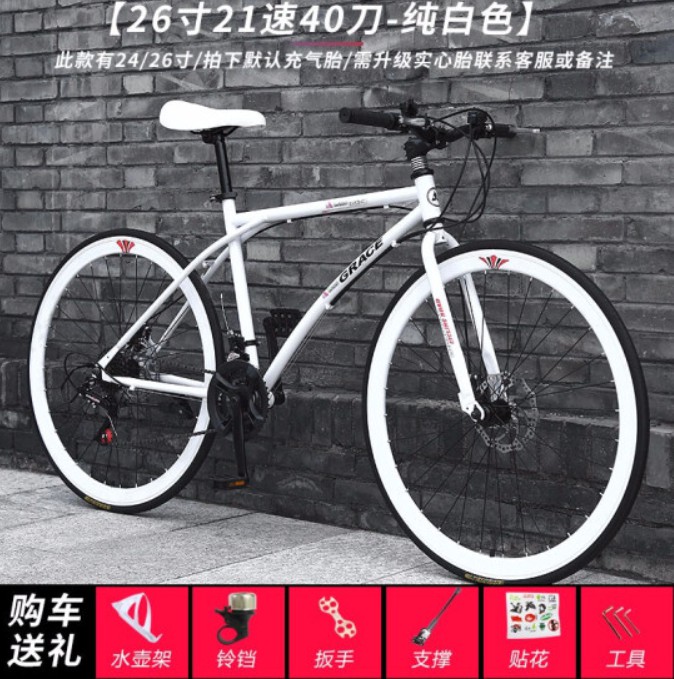 【26寸21速40刀-纯白色】
此款有24/26寸/拍下默认充气胎/需升级实心胎联系客服或备注
GRACE
购车
送礼
水壶架
铃铛
扳手
支撑
贴花
工具